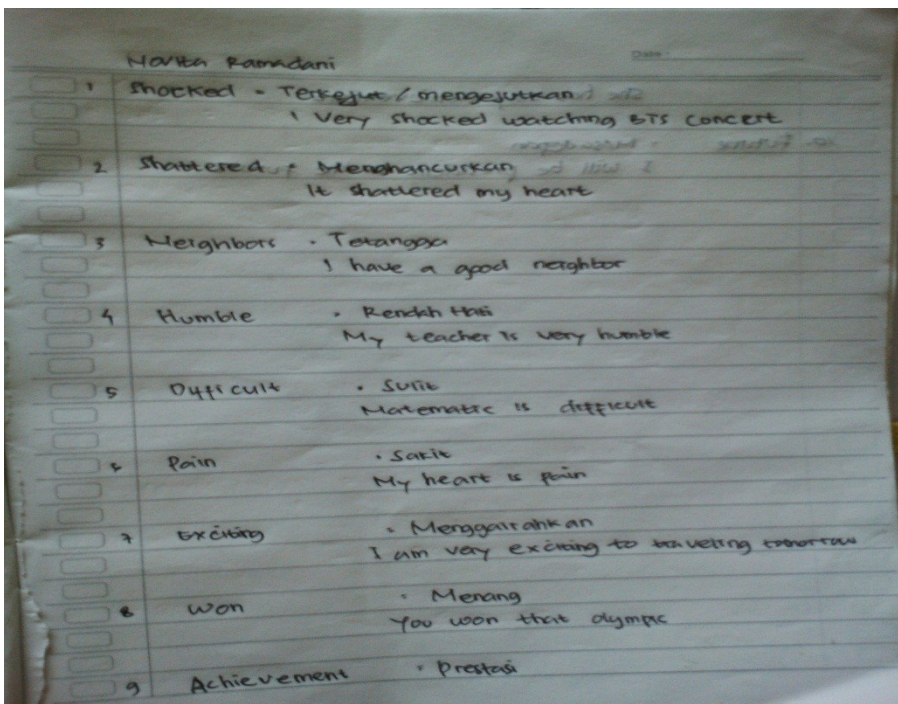 Novita Ramadani
Date:
1 Shocked = Terkejut / mengejutkan
I Very shocked watching BTS concert
2 Shattered = Menghancurkan
It shattered my heart
3 Neighbors = Tetangga
I have a good neighbor
4 Humble = Rendah Hati
My teacher is very humble
5 Dyfficult = Sulit
Matematic is difficult
6 Pain = Sakit
My heart is pain
7 Exciting = Menggairahkan
I am very exciting to traveling tomorrow
8 Won = Menang
You won that olympic
9 Achievement = Prestasi